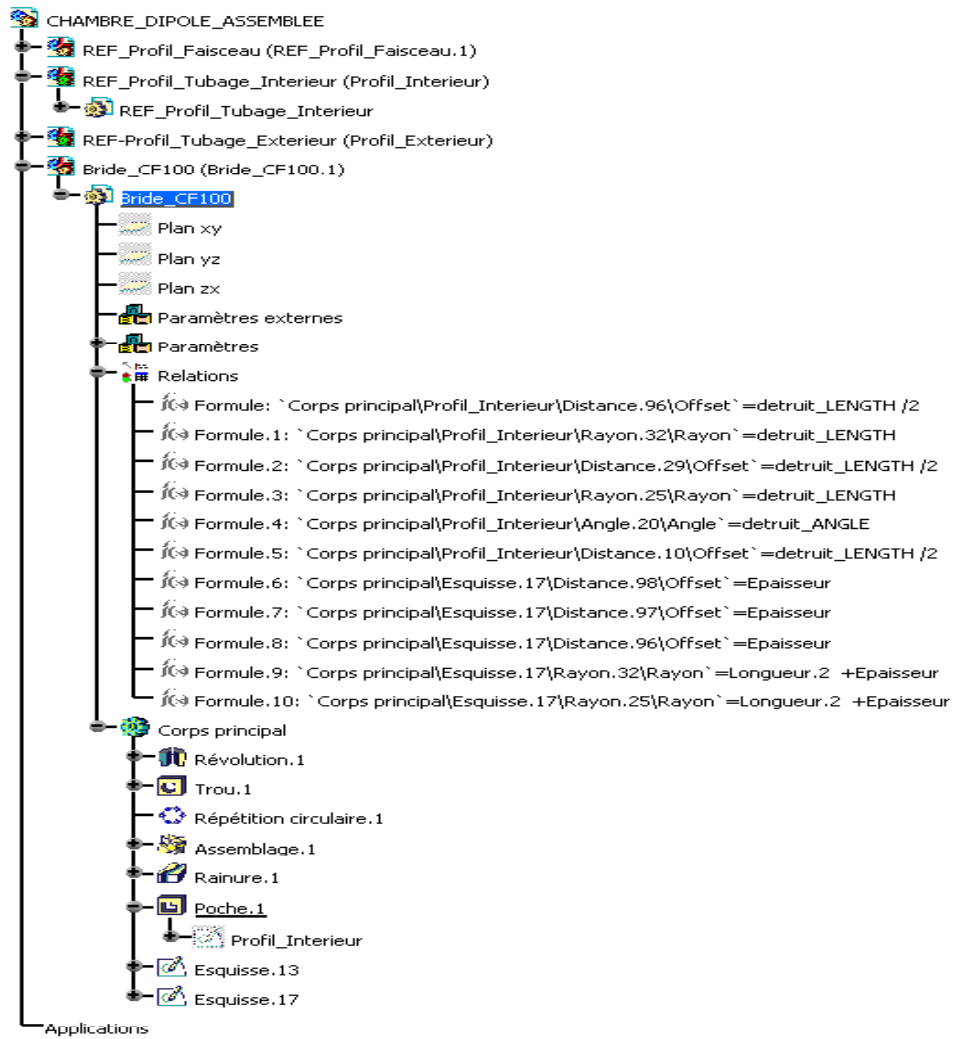 CHAMBRE_DIPOLE_ASSEMBLEE
REF_Profil_Faisceau (REF_Profil_Faisceau.1)
REF_Profil_Tubage_Interieur (Profil_Interieur)
REF_Profil_Tubage_Interieur
REF-Profil_Tubage_Exterieur (Profil_Exterieur)
Bride_CF100 (Bride_CF100.1)
Bride_CF100
Plan xy
Plan yz
Plan zx
Paramètres externes
Paramètres
Relations
f(x) Formule: `Corps principal\Profil_Interieur\Distance.96\Offset`=detruit_LENGTH /2
f(x) Formule.1: `Corps principal\Profil_Interieur\Rayon.32\Rayon`=detruit_LENGTH
f(x) Formule.2: `Corps principal\Profil_Interieur\Distance.29\Offset`=detruit_LENGTH /2
f(x) Formule.3: `Corps principal\Profil_Interieur\Rayon.25\Rayon`=detruit_LENGTH
f(x) Formule.4: `Corps principal\Profil_Interieur\Angle.20\Angle`=detruit_ANGLE
f(x) Formule.5: `Corps principal\Profil_Interieur\Distance.10\Offset`=detruit_LENGTH /2
f(x) Formule.6: `Corps principal\Esquisse.17\Distance.98\Offset`=Epaisseur
f(x) Formule.7: `Corps principal\Esquisse.17\Distance.97\Offset`=Epaisseur
f(x) Formule.8: `Corps principal\Esquisse.17\Distance.96\Offset`=Epaisseur
f(x) Formule.9: `Corps principal\Esquisse.17\Rayon.32\Rayon`=Longueur.2 +Epaisseur
f(x) Formule.10: `Corps principal\Esquisse.17\Rayon.25\Rayon`=Longueur.2 +Epaisseur
Corps principal
Révolution.1
Trou.1
Répétition circulaire.1
Assemblage.1
Rainure.1
Poche.1
Profil_Interieur
Esquisse.13
Esquisse.17
Applications